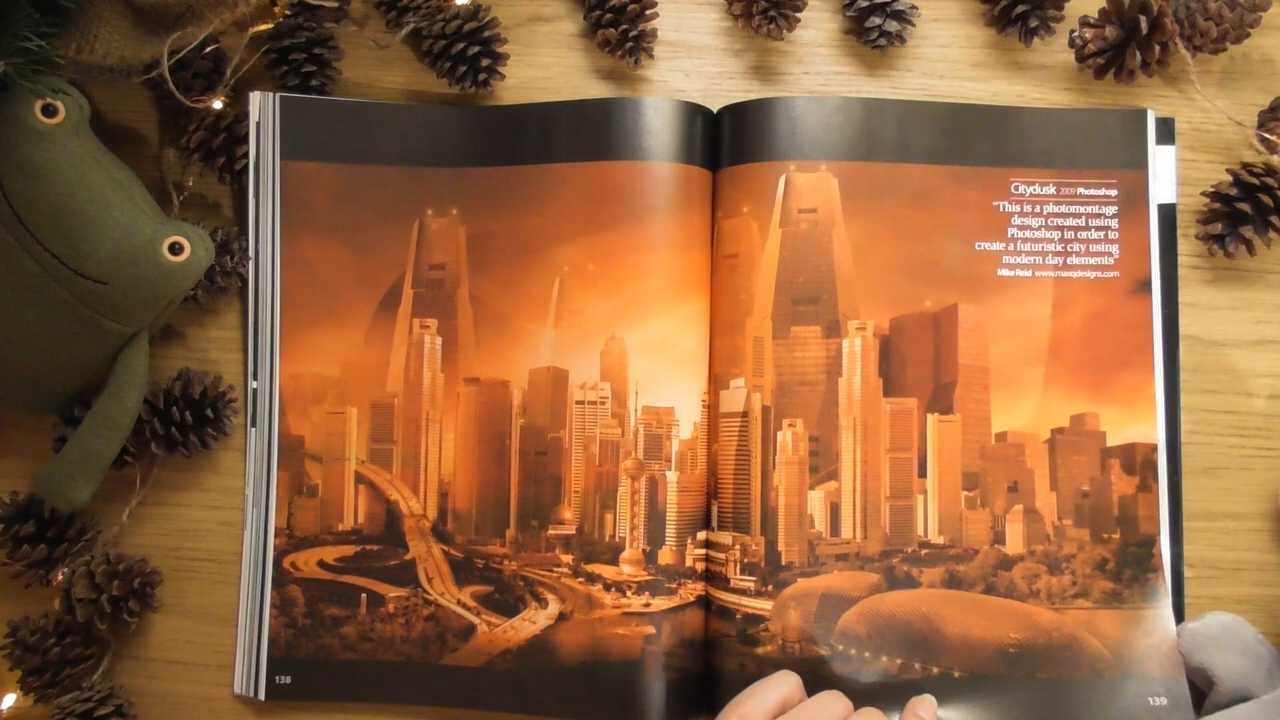 Citydusk 2009 Photoshop
"This is a photomontage
design created using
Photoshop in order to
create a futuristic city using
modern day elements"
Mike Reid www.maxqdesigns.com
138
139